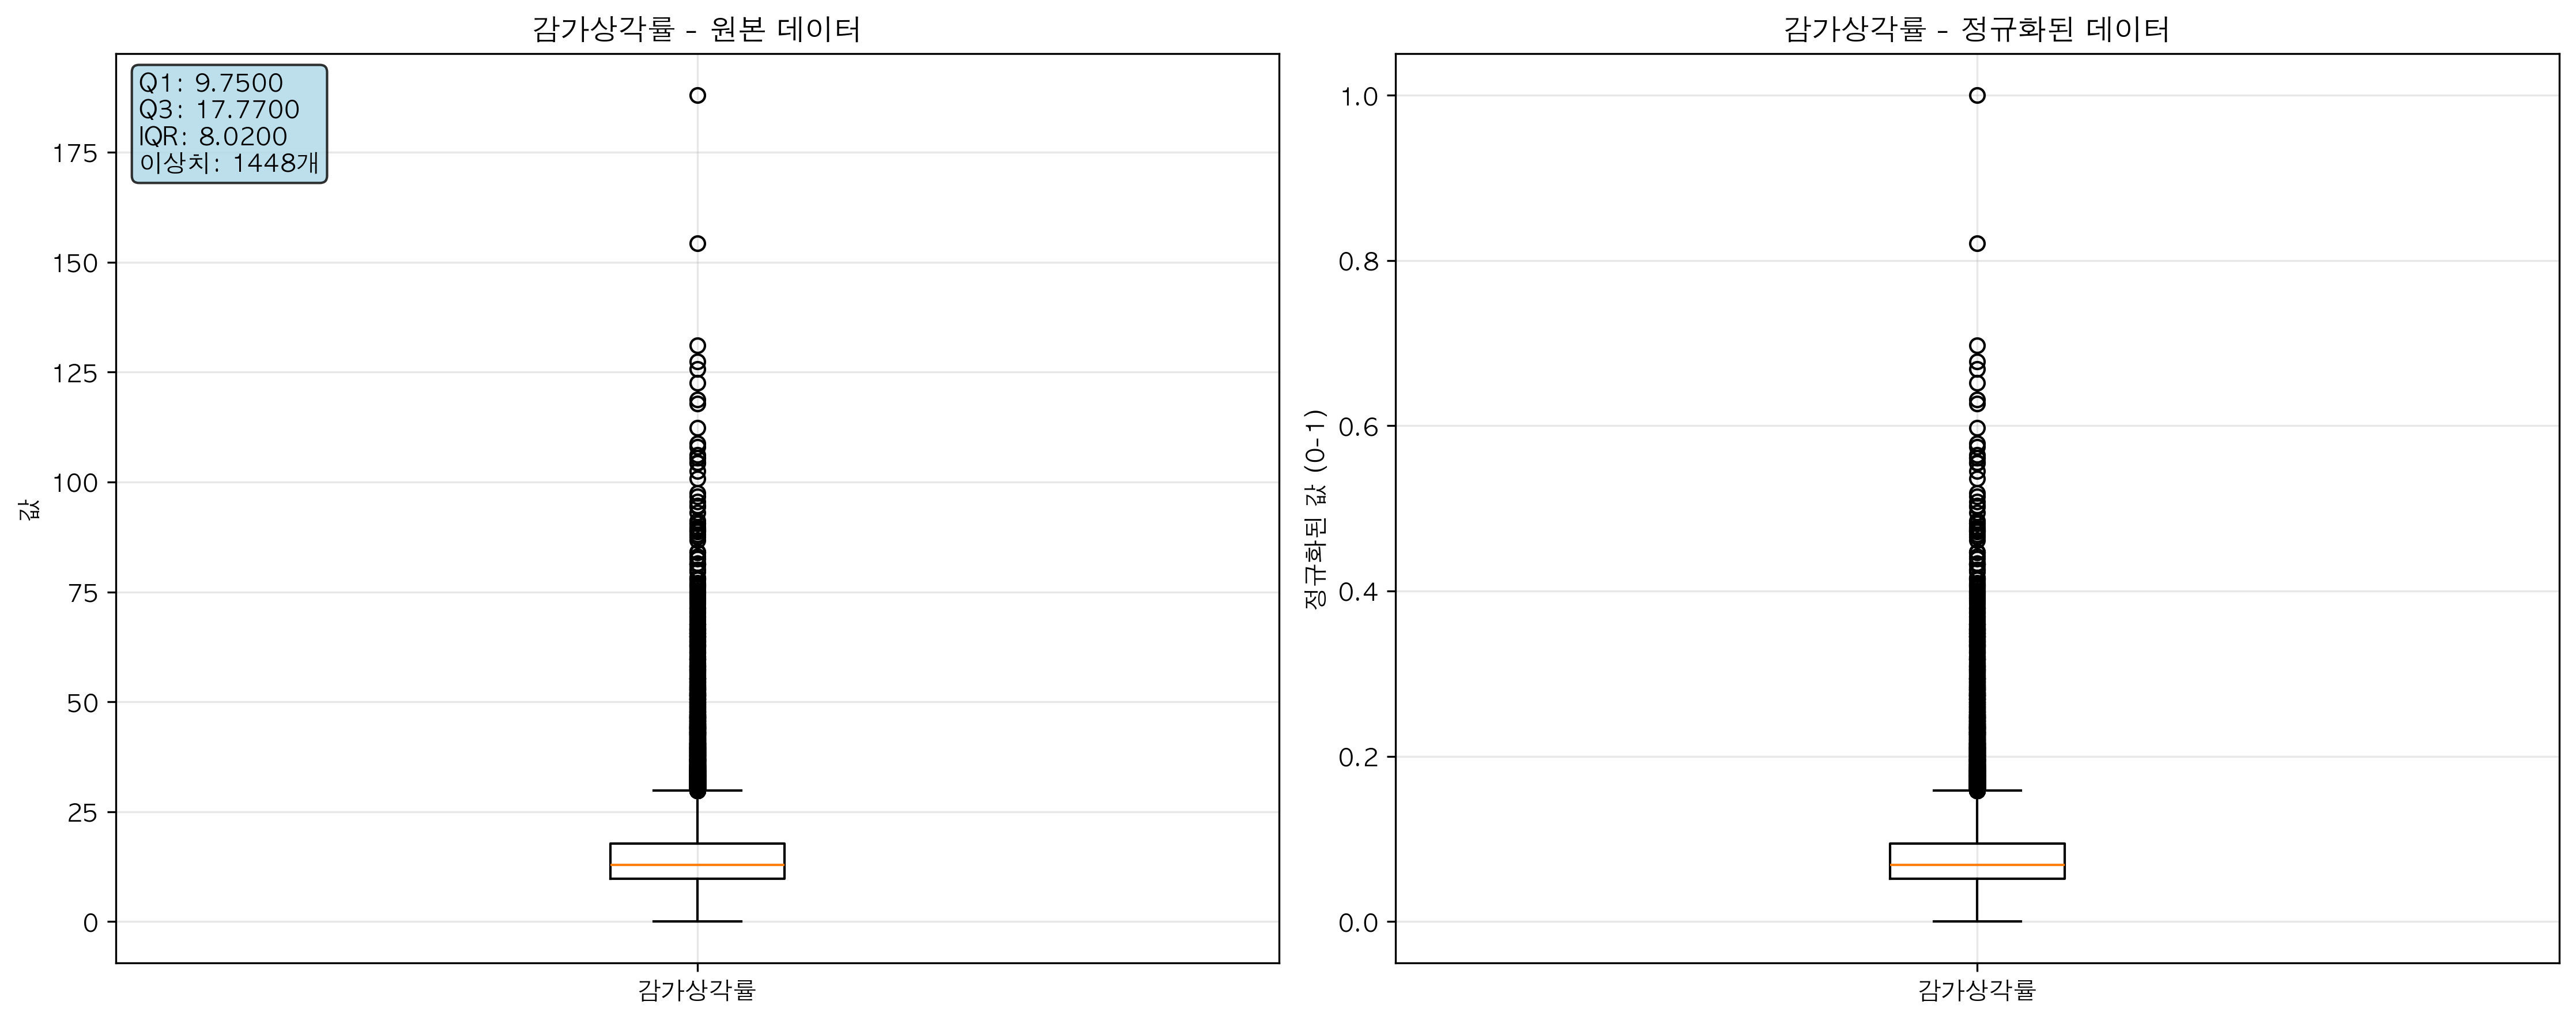 감가상각률 - 원본 데이터
Q1: 9.7500
Q3: 17.7700
IQR: 8.0200
이상치: 1448개
175
150
125
100
75
50
25
0
값
감가상각률
감가상각률 - 정규화된 데이터
1.0
0.8
0.6
0.4
0.2
0.0
정규화된 값 (0-1)
감가상각률